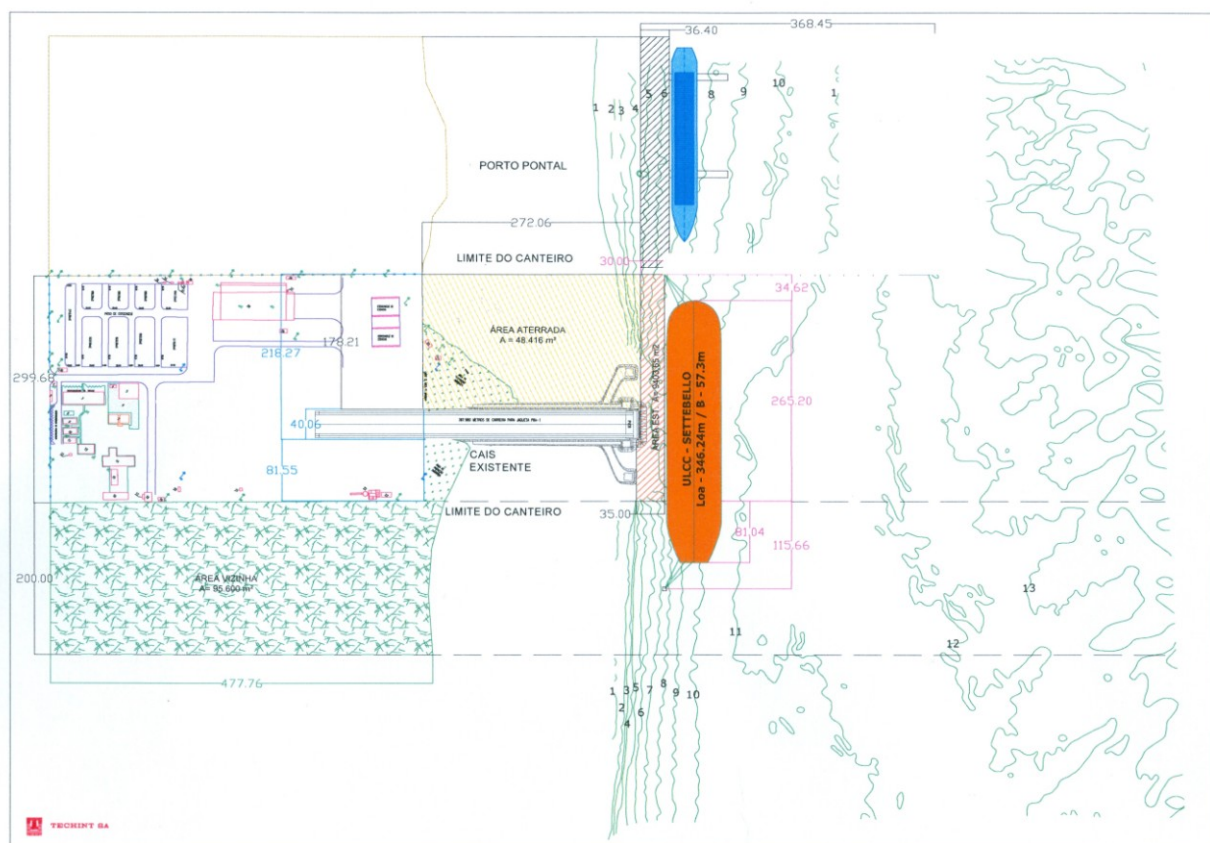 368.45
36.40
1 2 3 4 5 6 8 9 10 1
PORTO PONTAL
272.06
LIMITE DO CANTEIRO
30.00
34.62
ÁREA ATERRADA
A = 48.416 m²
178.21
218.27
299.68
265.20
ULCC - SETTEBELLO
Loa - 346.24m / B - 57.3m
40.06
CAIS
EXISTENTE
81.55
LIMITE DO CANTEIRO
35.00
81.04
115.66
200.00
ÁREA VIZINHA
A= 95.600 m²
13
11
12
477.76
1 3 5 7 8 9 10
2 6
4
TECHINT SA